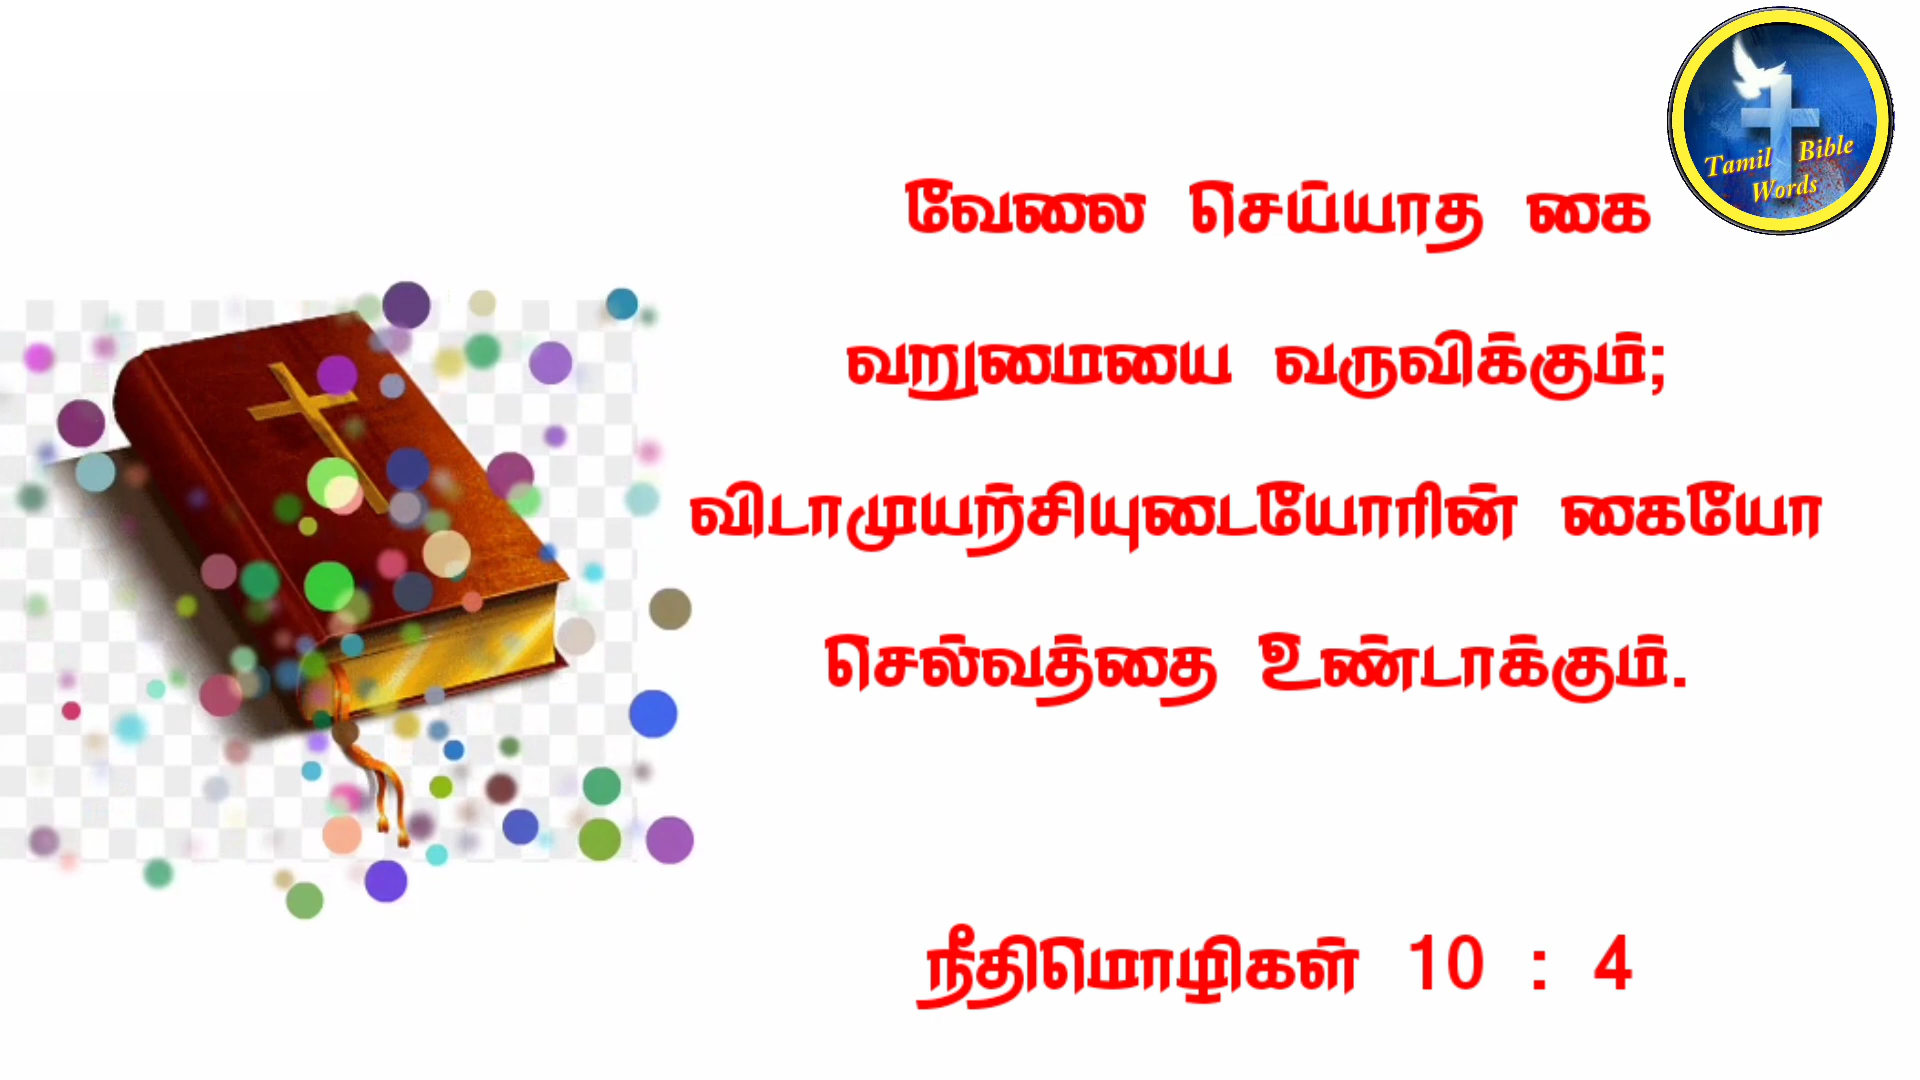 Tamil Bible
Words
வேலை செய்யாத கை
வறுமையை வருவிக்கும்;
விடாமுயற்சியுடையோரின் கையோ
செல்வத்தை உண்டாக்கும்.
நீதிமொழிகள் 10 : 4